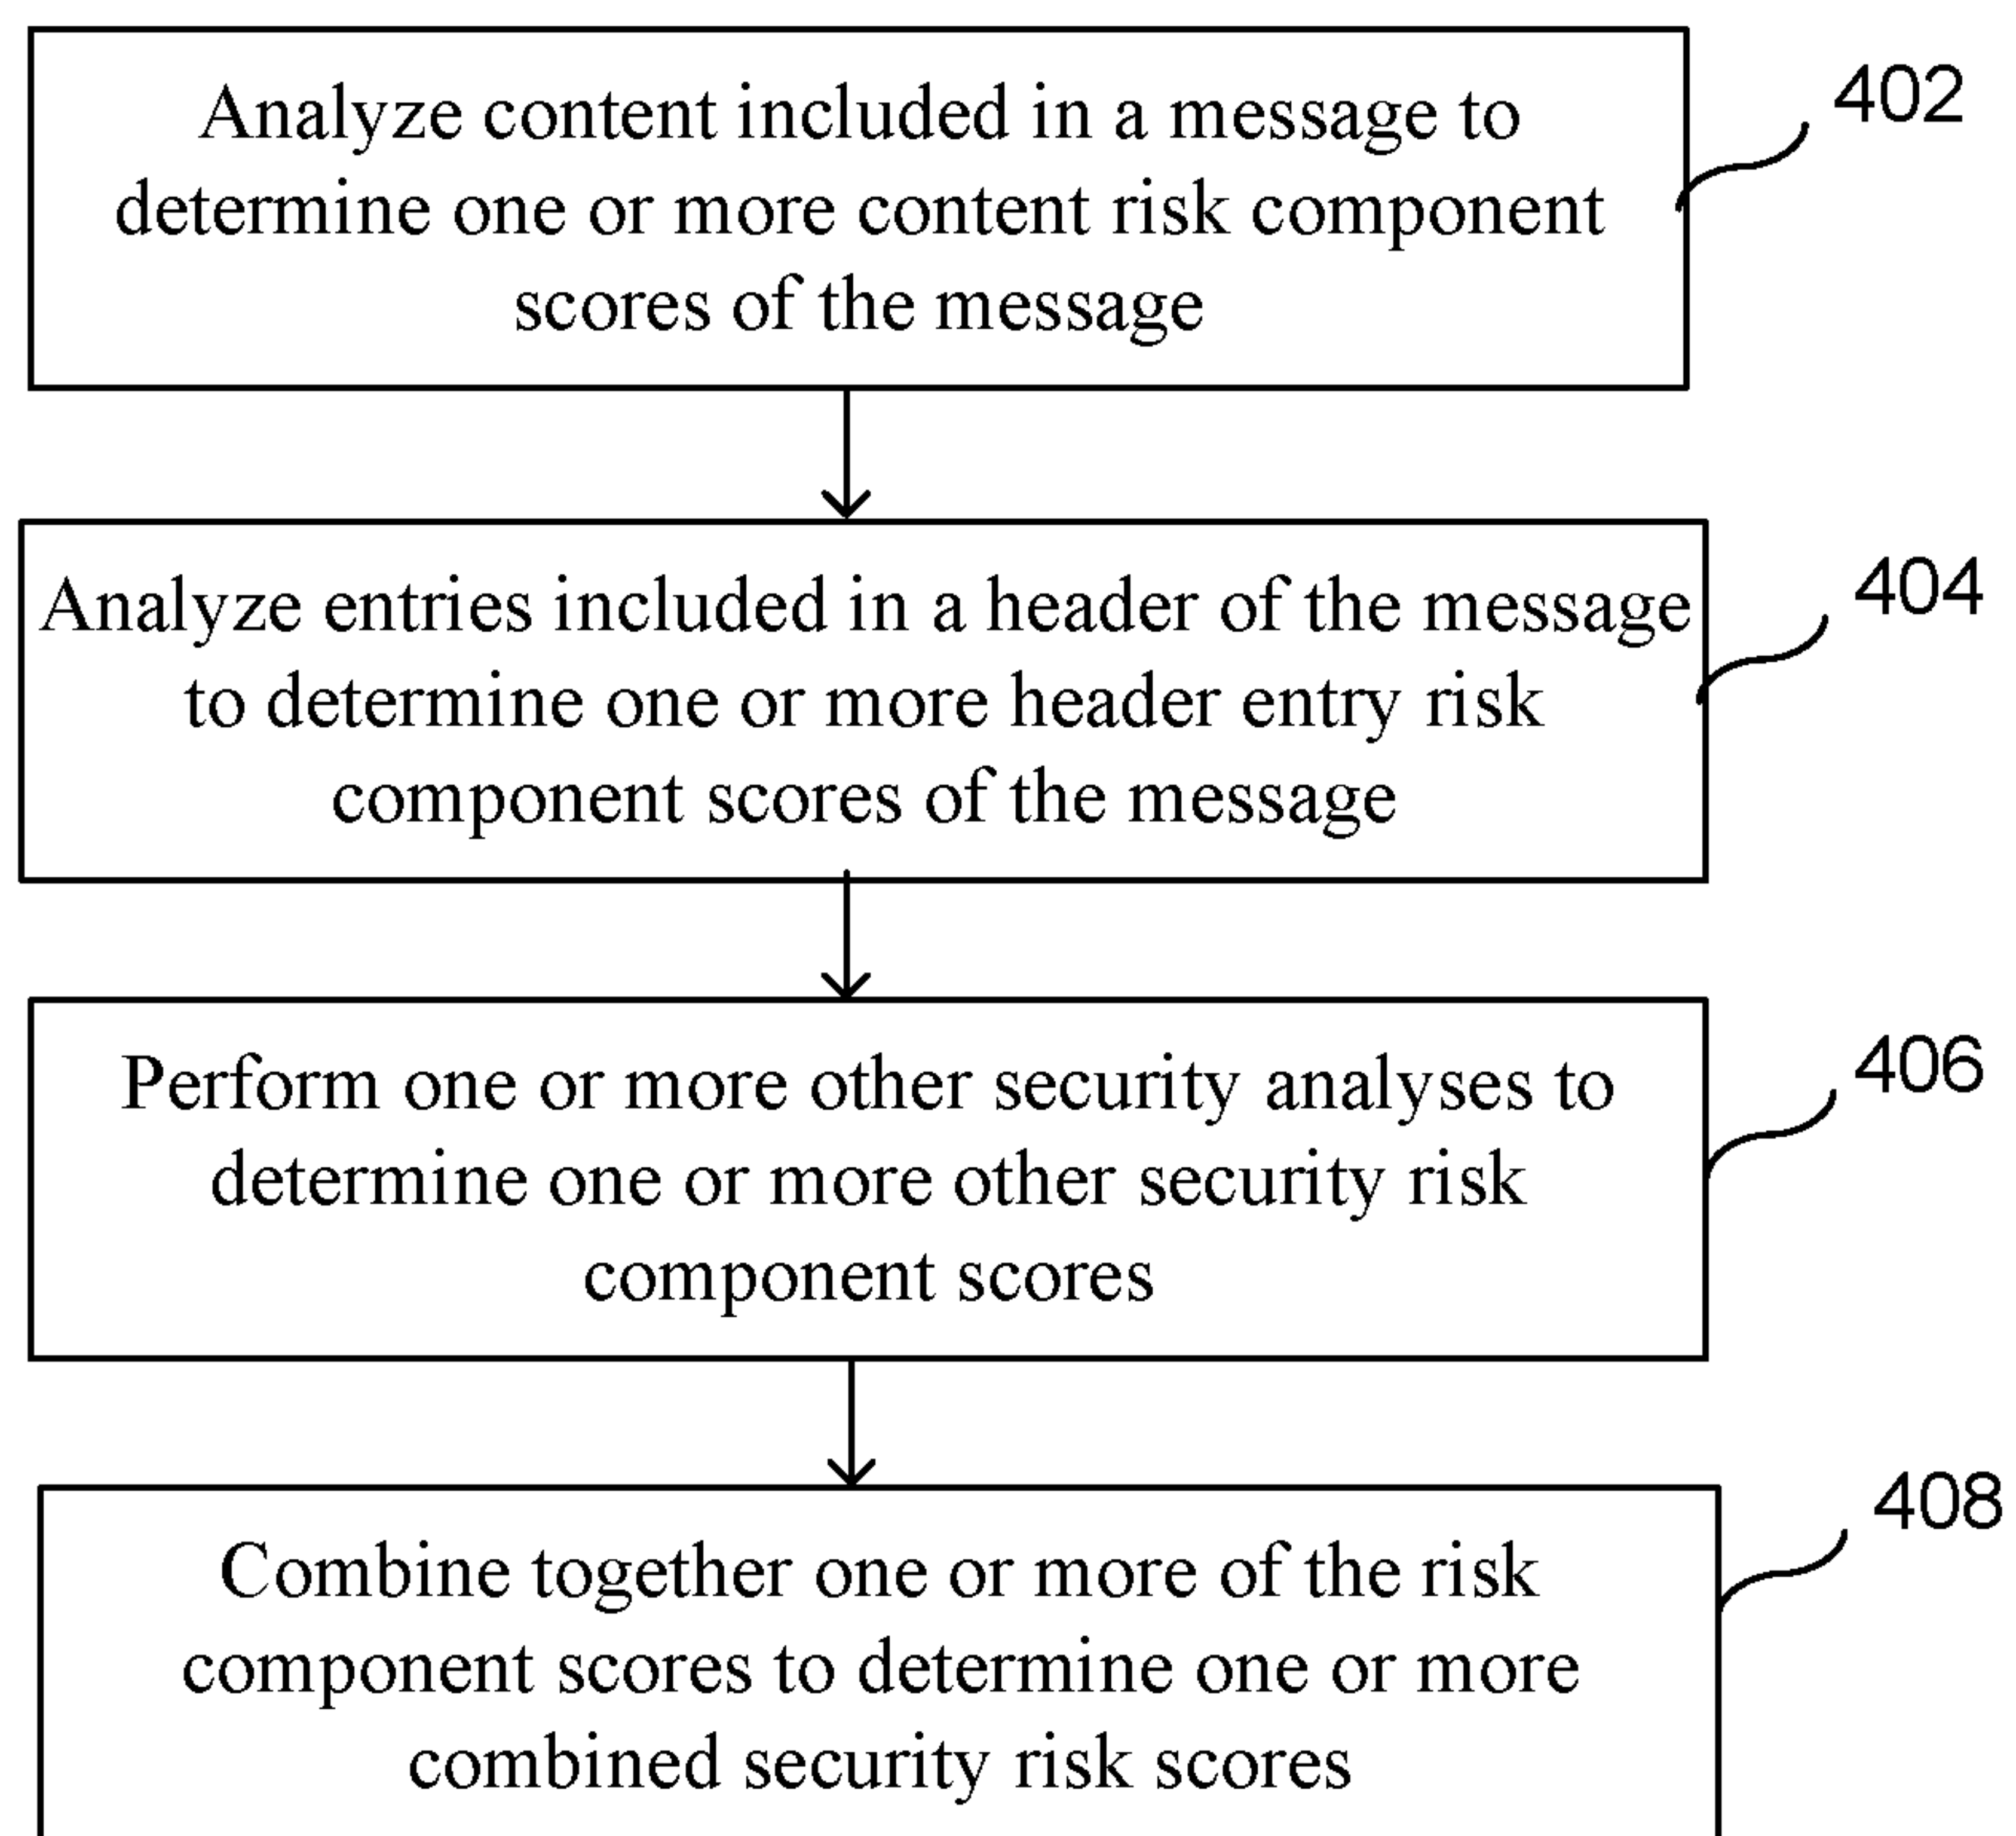 Analyze content included in a message to
determine one or more content risk component
scores of the message
402
Analyze entries included in a header of the message
to determine one or more header entry risk
component scores of the message
404
Perform one or more other security analyses to
determine one or more other security risk
component scores
406
Combine together one or more of the risk
component scores to determine one or more
combined security risk scores
408